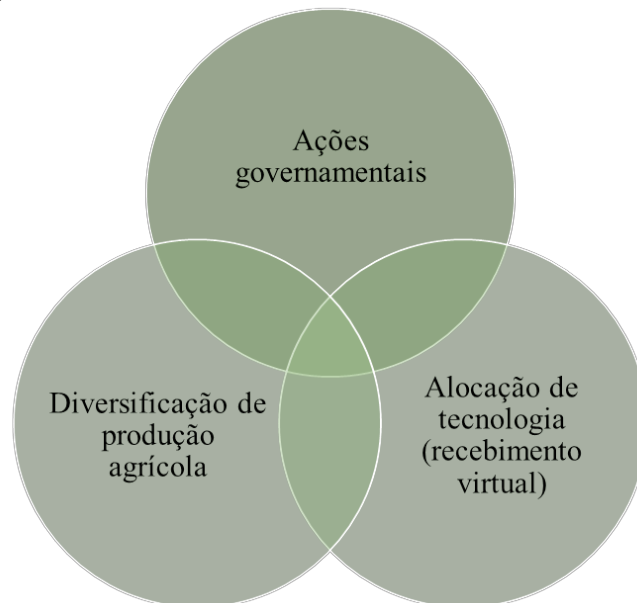 Ações
governamentais
Diversificação de
produção
agrícola
Alocação de
tecnologia
(recebimento
virtual)